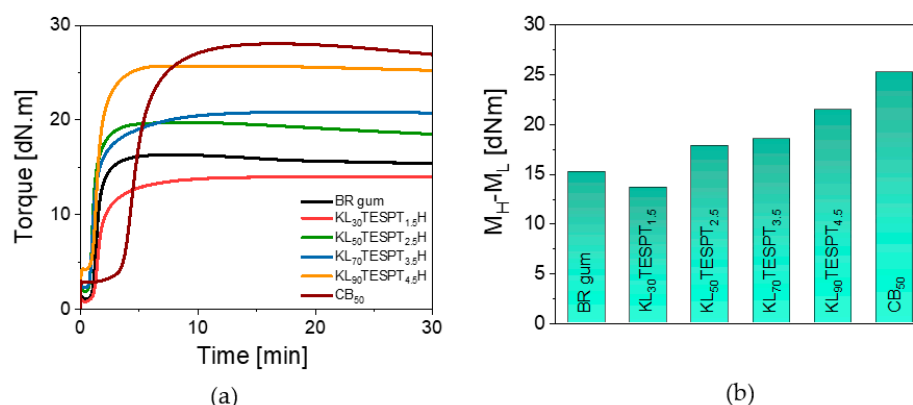 30
20
10
0
Torque [dN.m]
BR gum
KL30TESPT1.5H
KL50TESPT2.5H
KL70TESPT3.5H
KL90TESPT4.5H
CB50
0
10
20
30
Time [min]
(a)
30
25
20
15
10
5
0
MH-ML [dNm]
BR gum
KL30TESPT1.5
KL50TESPT2.5
KL70TESPT3.5
KL90TESPT4.5
CB50
(b)